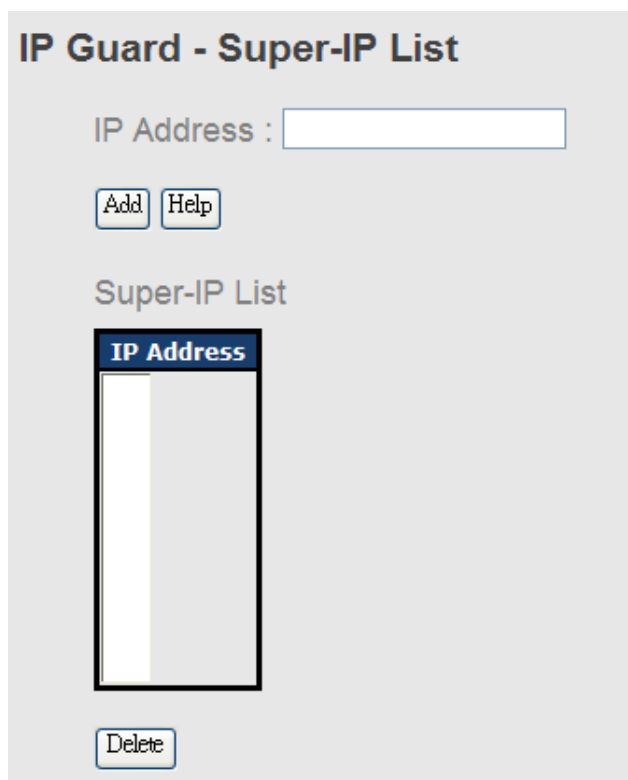 IP Guard - Super-IP List
IP Address :
Add Help
Super-IP List
IP Address
Delete